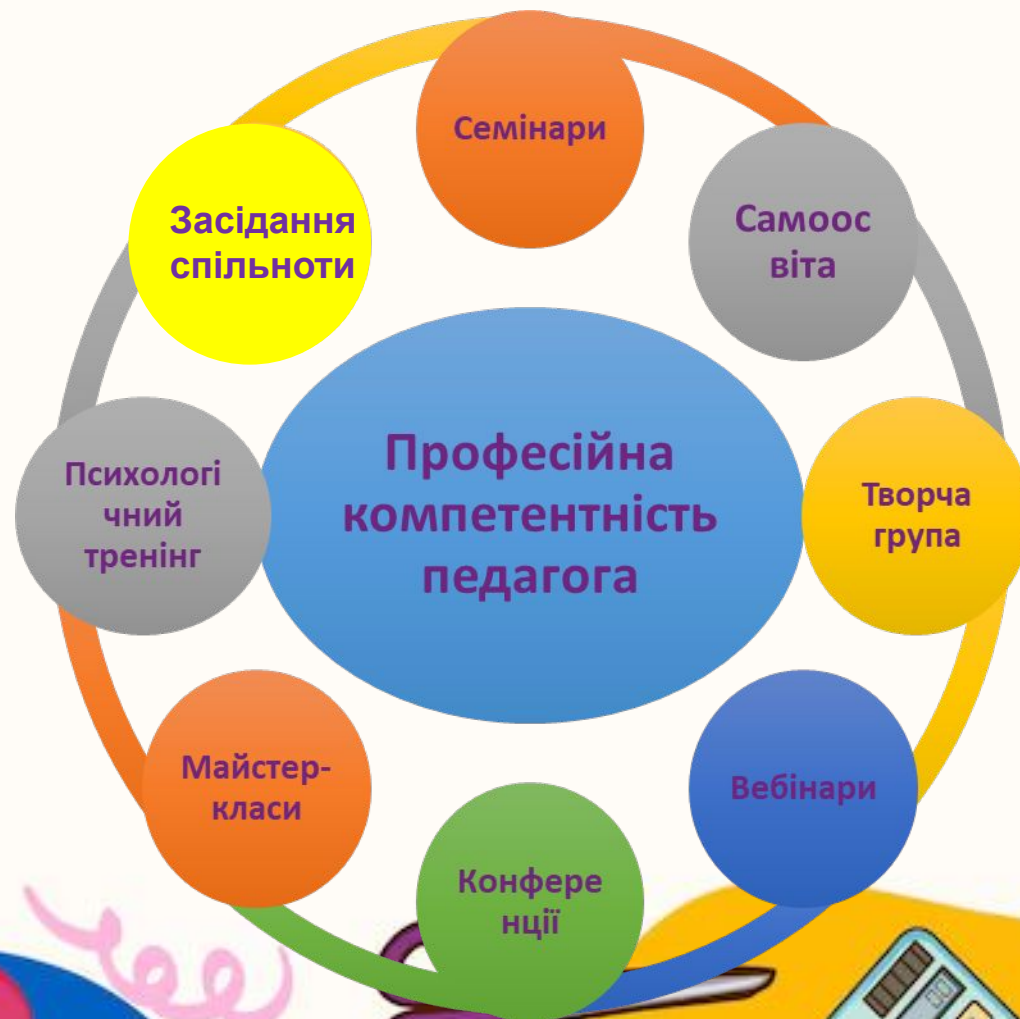 Семінари
Самоос
віта
Творча
група
Вебінари
Конфере
нції
Майстер-
класи
Психологі
чний
тренінг
Засідання
спільноти
Професійна
компетентність
педагога